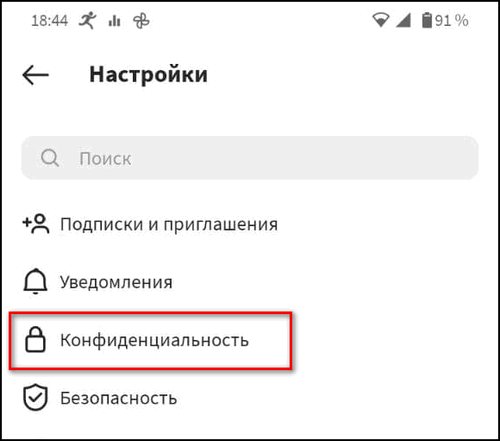 18:44 91 %
Настройки
Поиск
Подписки и приглашения
Уведомления
Конфиденциальность
Безопасность